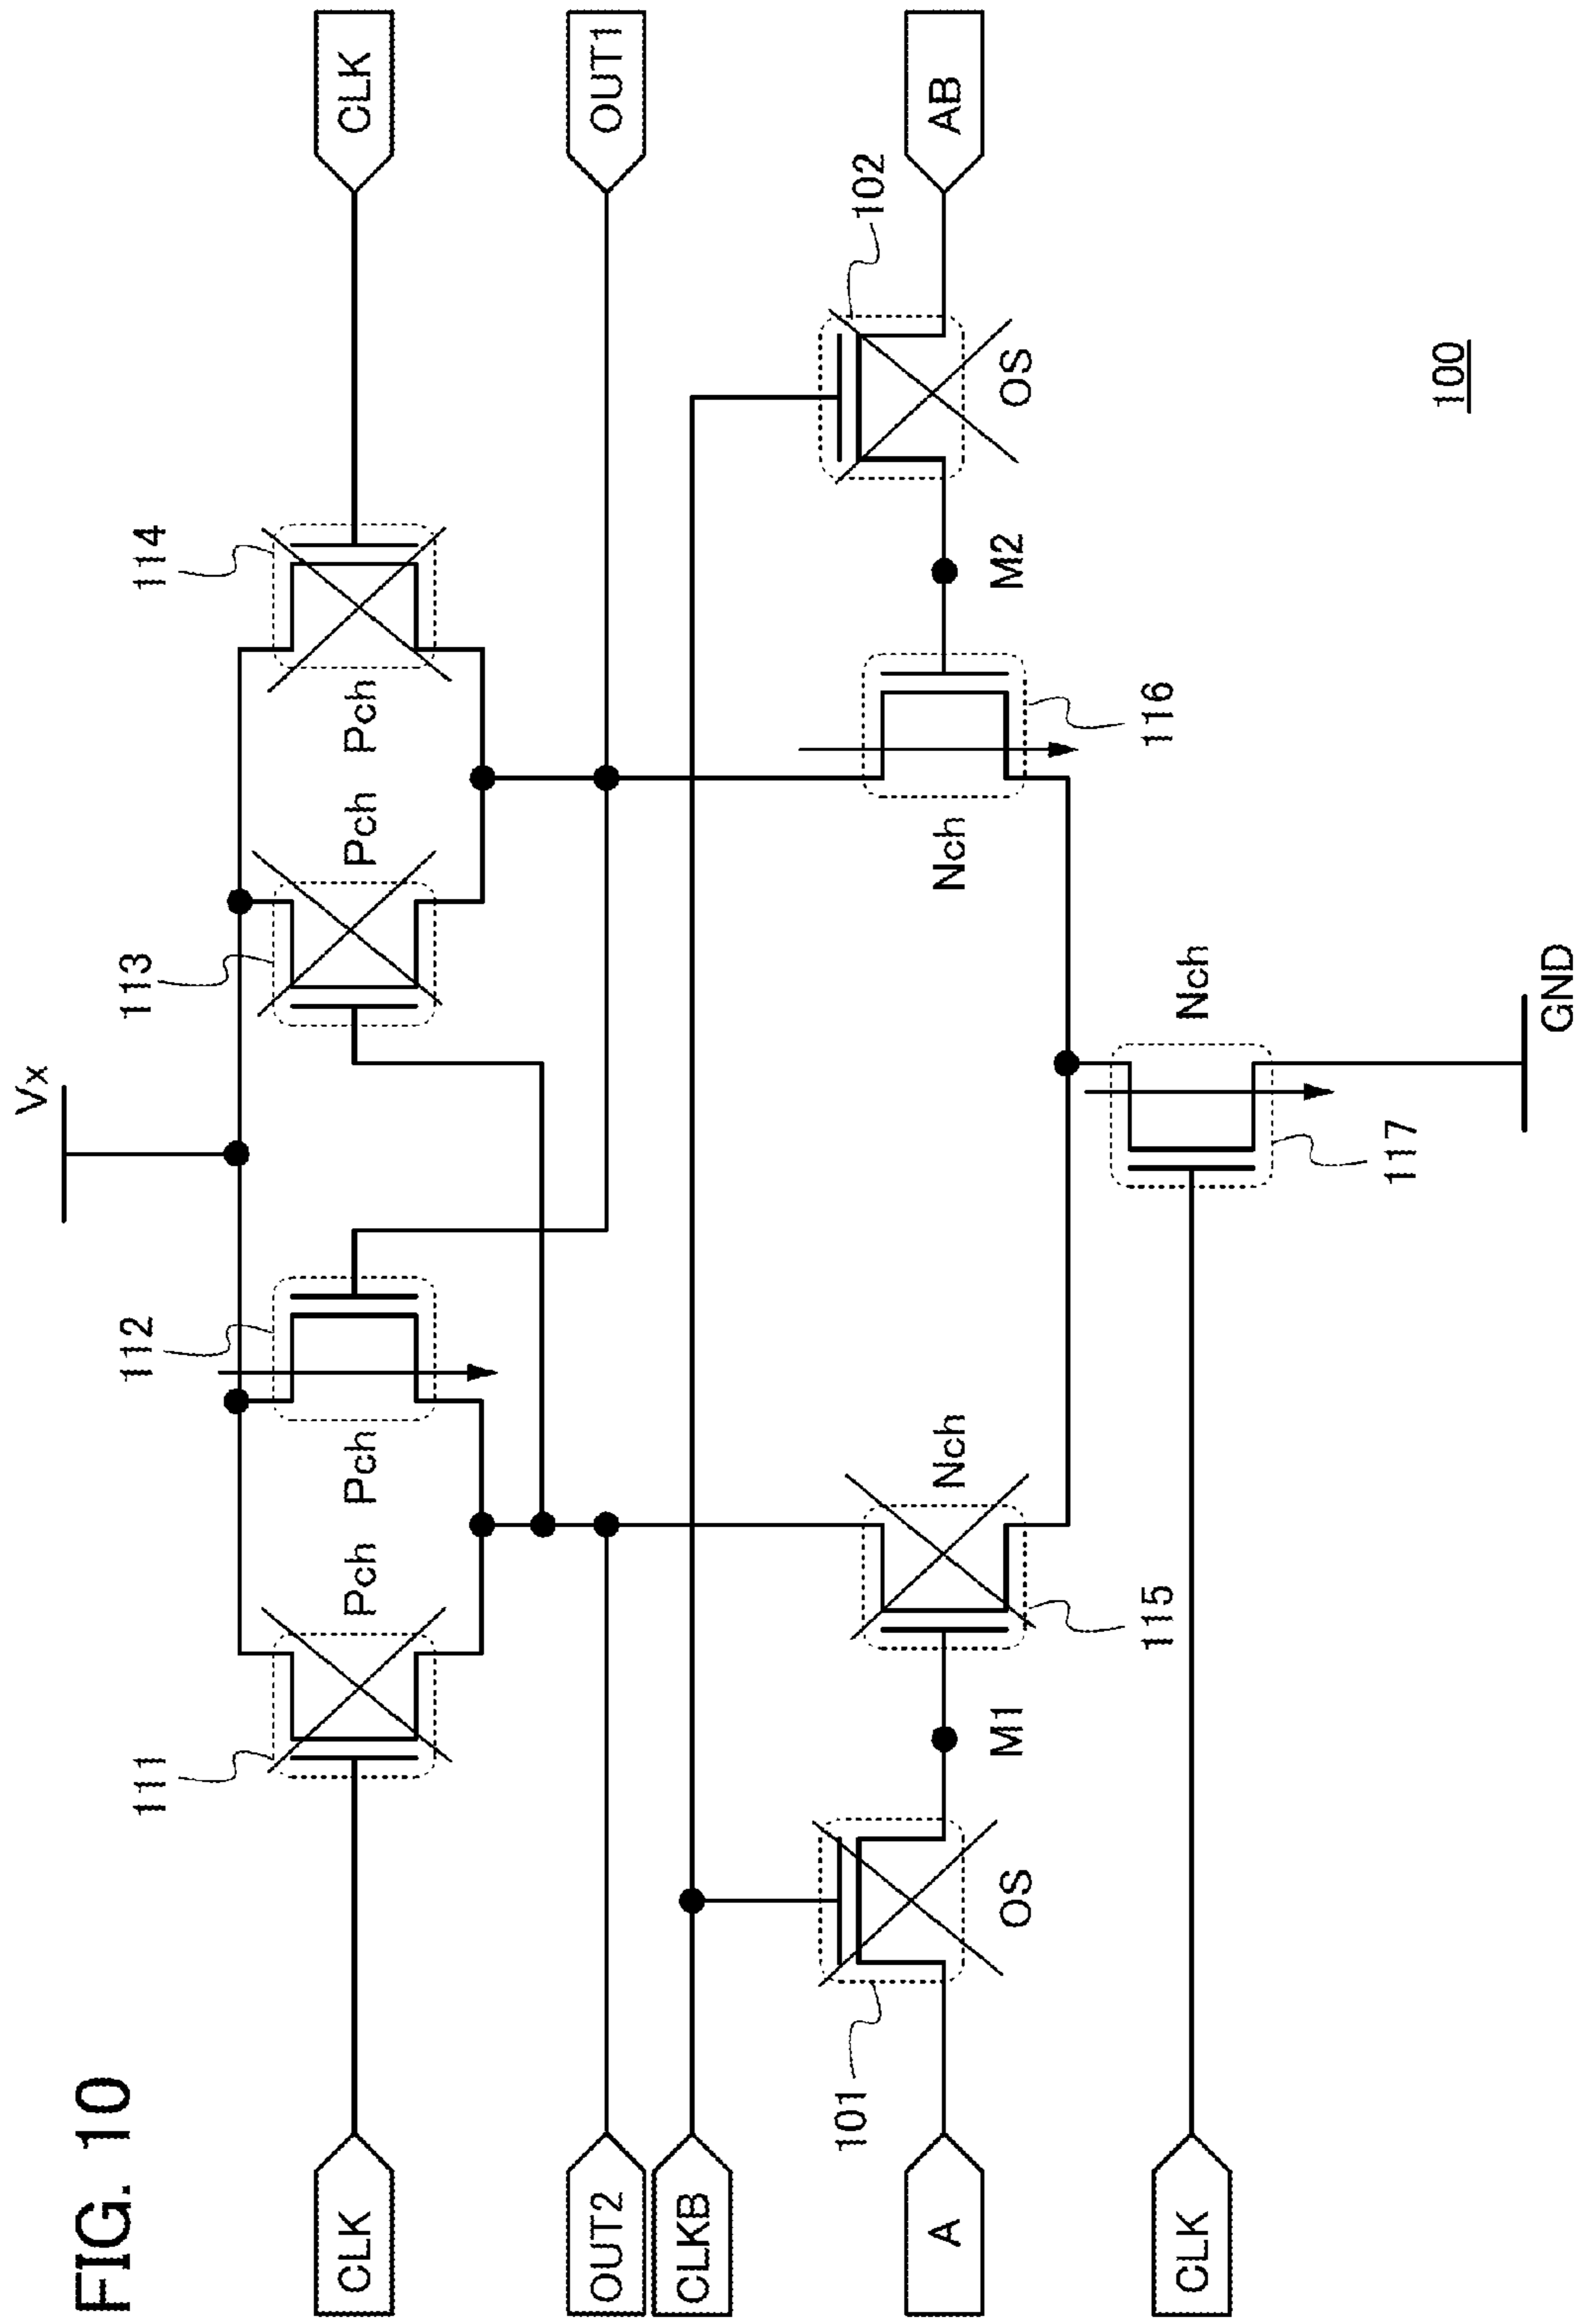 FIG. 10
Vx
111
112
113
114
CLK
Pch
Pch
Pch
Pch
CLK
OUT2
OUT1
CLKB
101
102
A
M1
Nch
Nch
M2
AB
OS
OS
115
116
CLK
Nch
117
GND
100